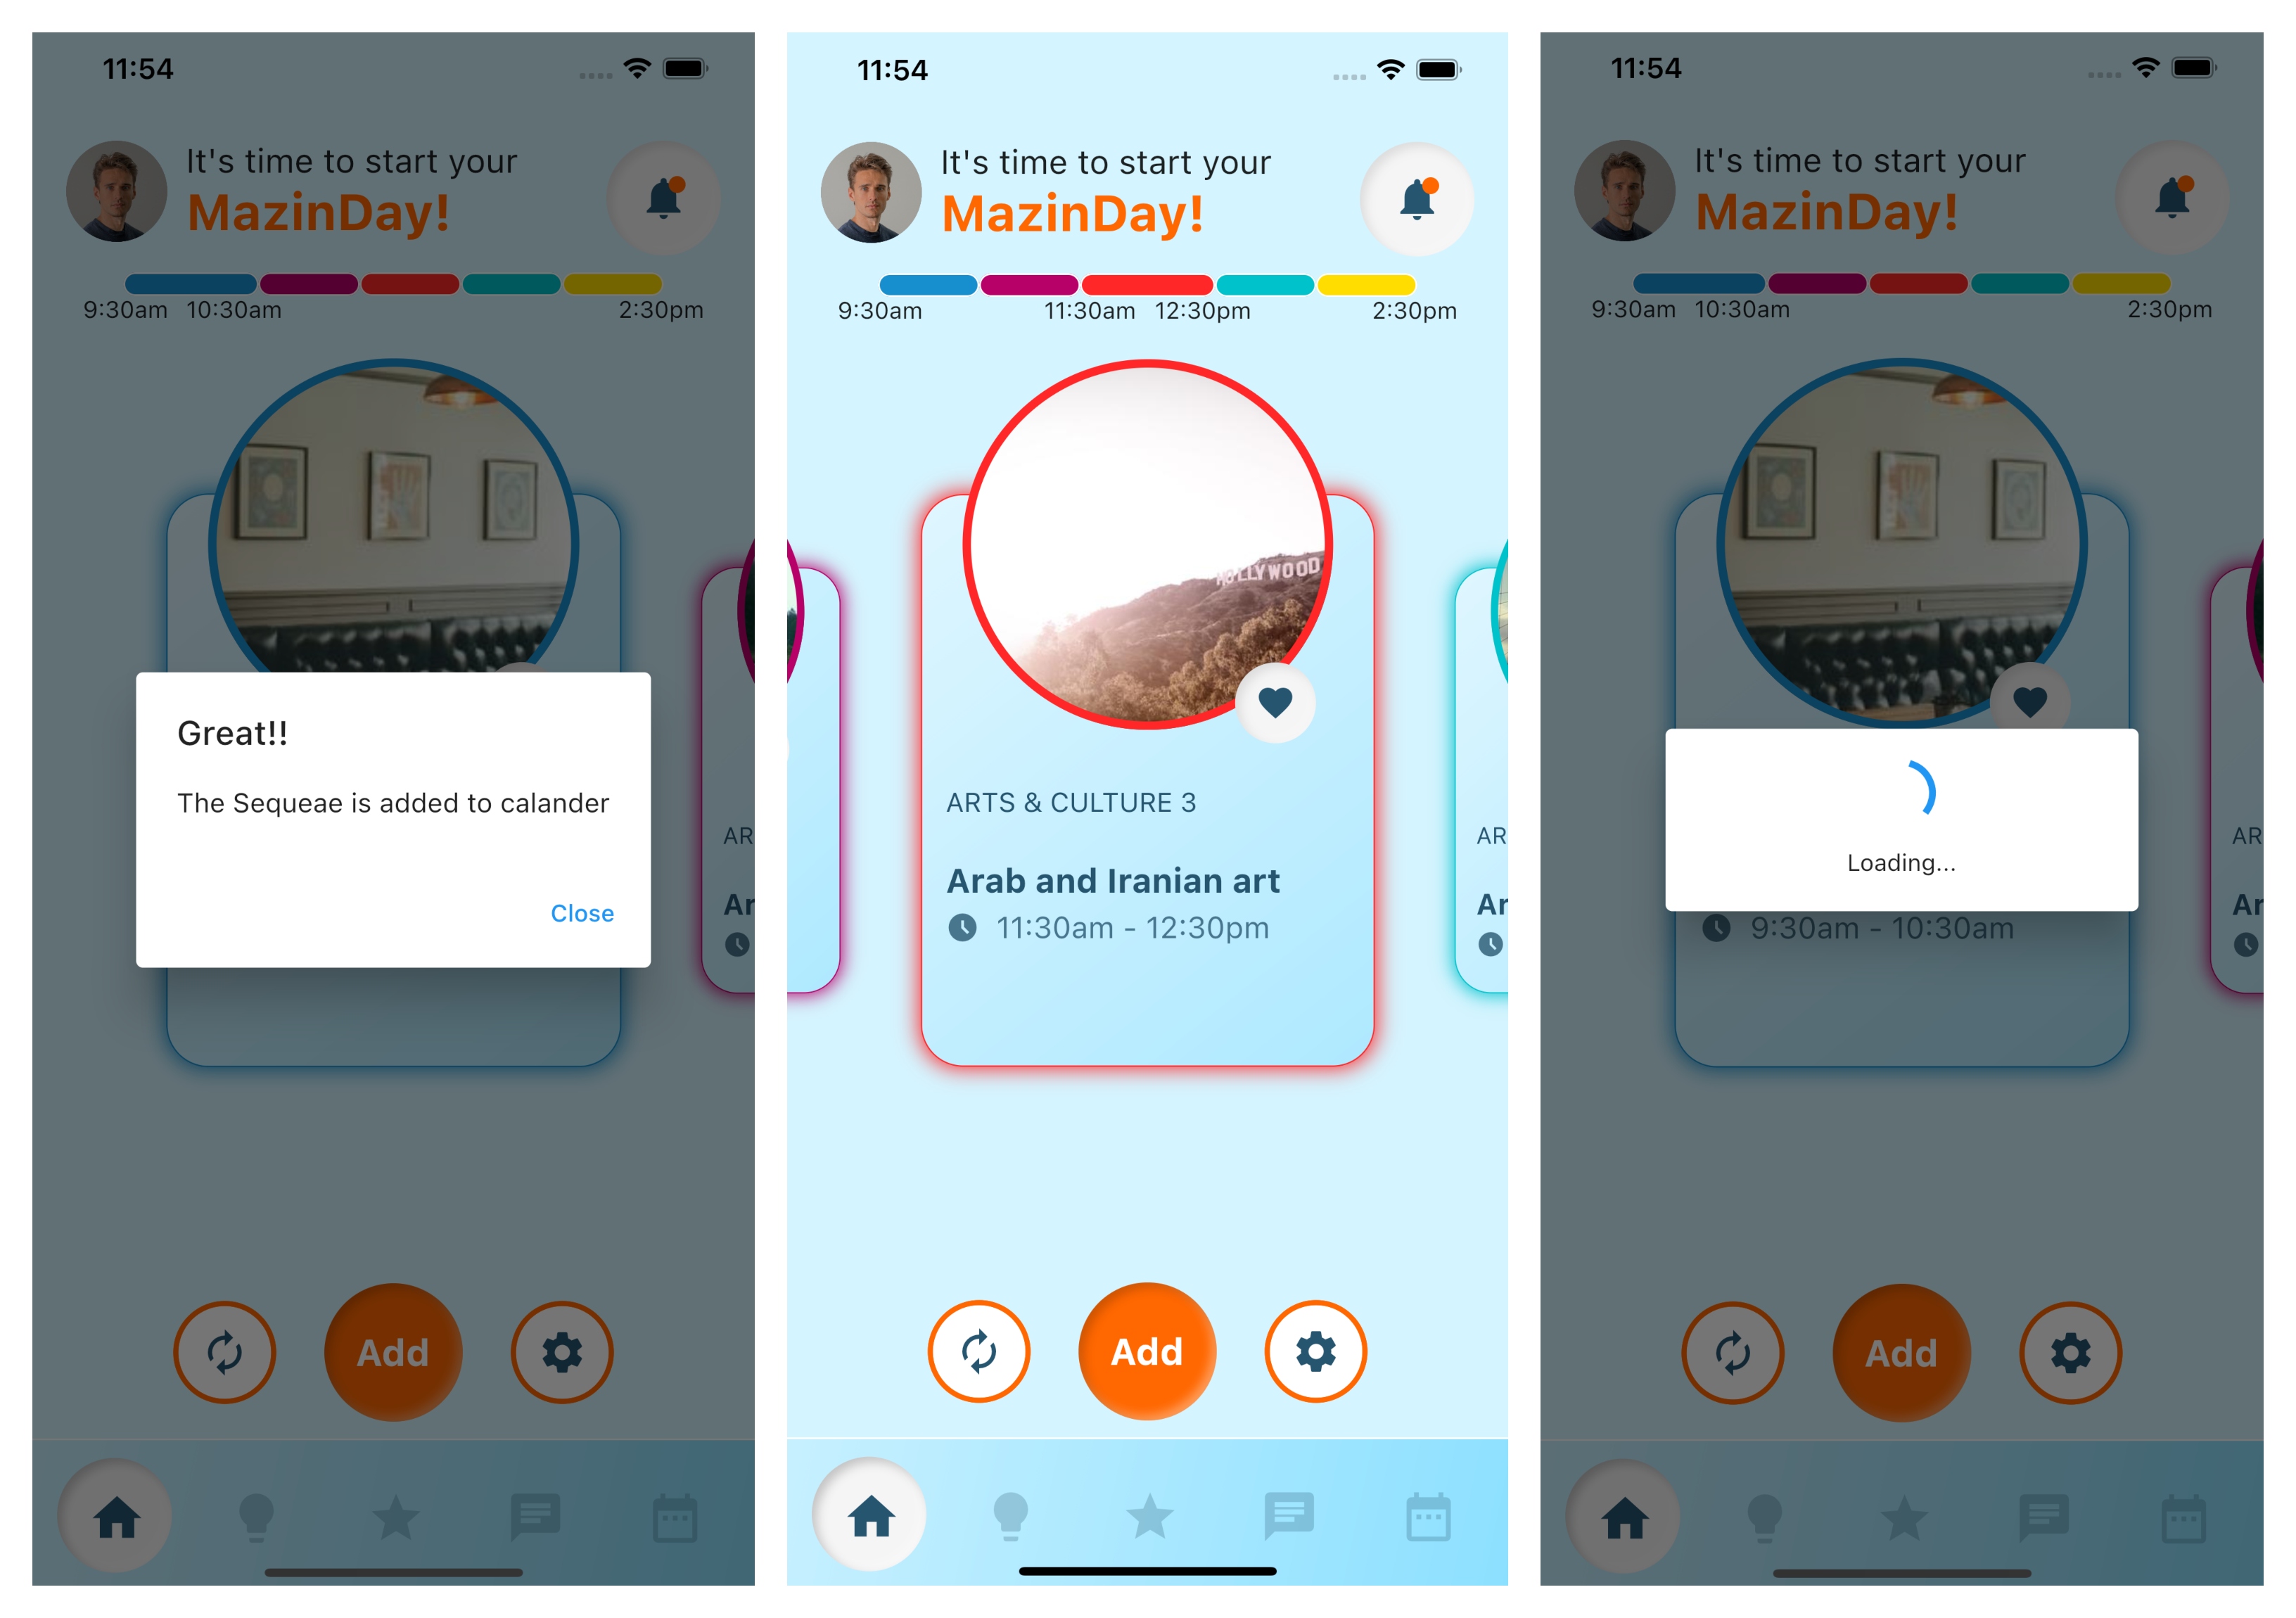 11:54
It's time to start your
MazinDay!
9:30am 10:30am 2:30pm
Great!!
The Sequeae is added to calander
Close
AR
Ar
Add
11:54
It's time to start your
MazinDay!
9:30am 11:30am 12:30pm 2:30pm
HOLLYWOOD
ARTS & CULTURE 3
Arab and Iranian art
11:30am - 12:30pm
AR
Ar
Add
11:54
It's time to start your
MazinDay!
9:30am 10:30am 2:30pm
Loading...
9:30am - 10:30am
AR
Ar
Add